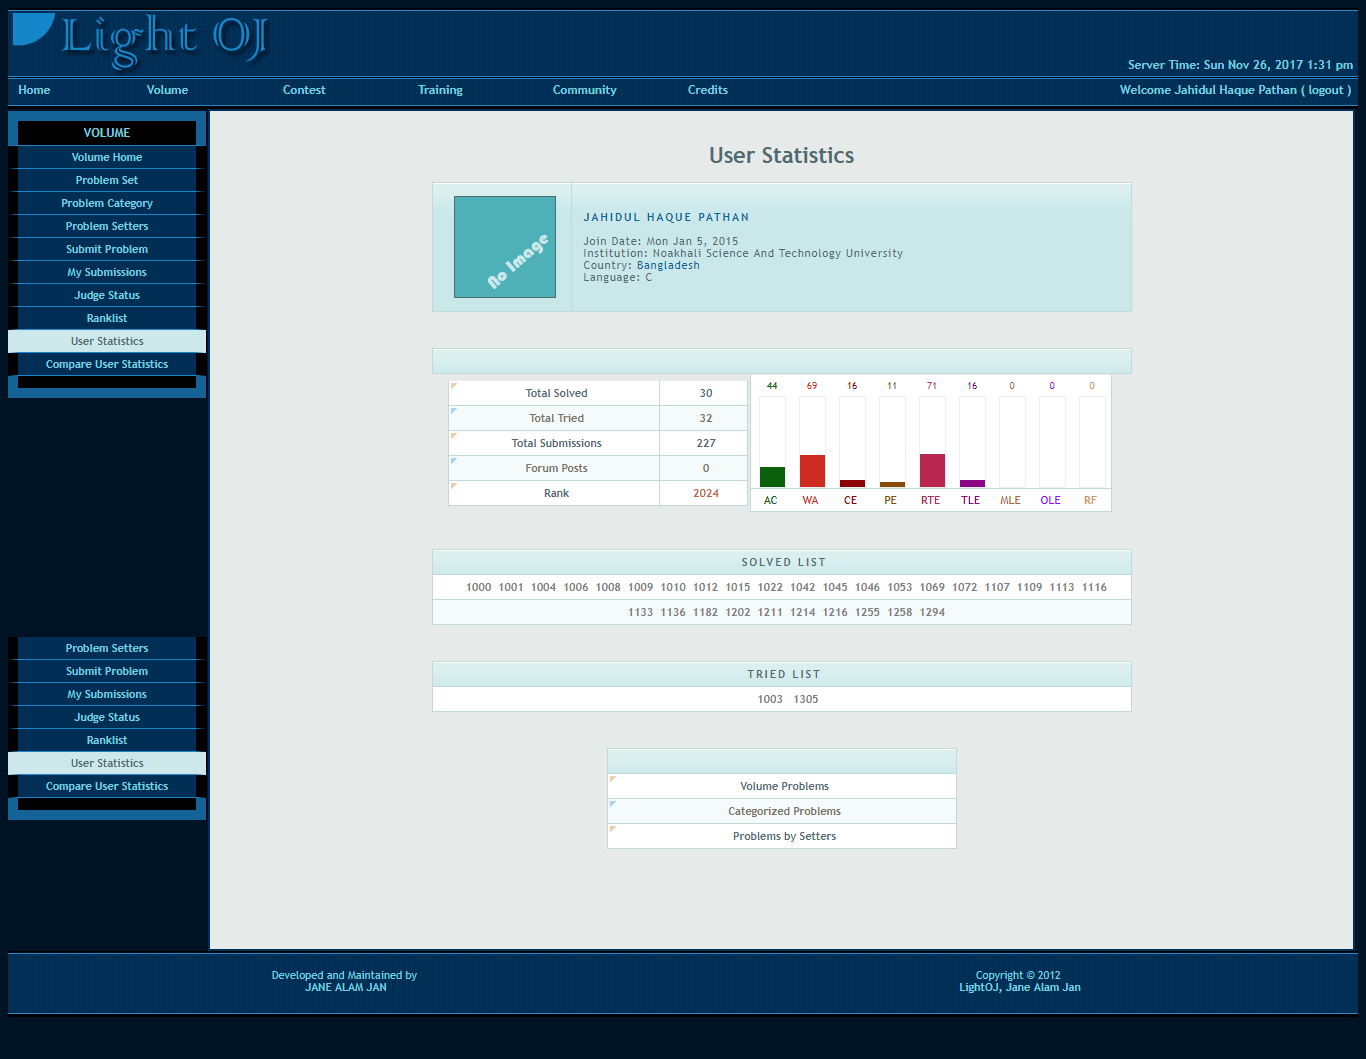 Light OJ
Server Time: Sun Nov 26, 2017 1:31 pm
Home Volume Contest Training Community Credits Welcome Jahidul Haque Pathan ( logout )
VOLUME
Volume Home
Problem Set
Problem Category
Problem Setters
Submit Problem
My Submissions
Judge Status
Ranklist
User Statistics
Compare User Statistics
Problem Setters
Submit Problem
My Submissions
Judge Status
Ranklist
User Statistics
Compare User Statistics
User Statistics
No Image
JAHIDUL HAQUE PATHAN
Join Date: Mon Jan 5, 2015
Institution: Noakhali Science And Technology University
Country: Bangladesh
Language: C
Total Solved 30
Total Tried 32
Total Submissions 227
Forum Posts 0
Rank 2024
44 69 16 11 71 16 0 0 0
AC WA CE PE RTE TLE MLE OLE RF
SOLVED LIST
1000 1001 1004 1006 1008 1009 1010 1012 1015 1022 1042 1045 1046 1053 1069 1072 1107 1109 1113 1116
1133 1136 1182 1202 1211 1214 1216 1255 1258 1294
TRIED LIST
1003 1305
Volume Problems
Categorized Problems
Problems by Setters
Developed and Maintained by
JANE ALAM JAN
Copyright © 2012
LightOJ, Jane Alam Jan